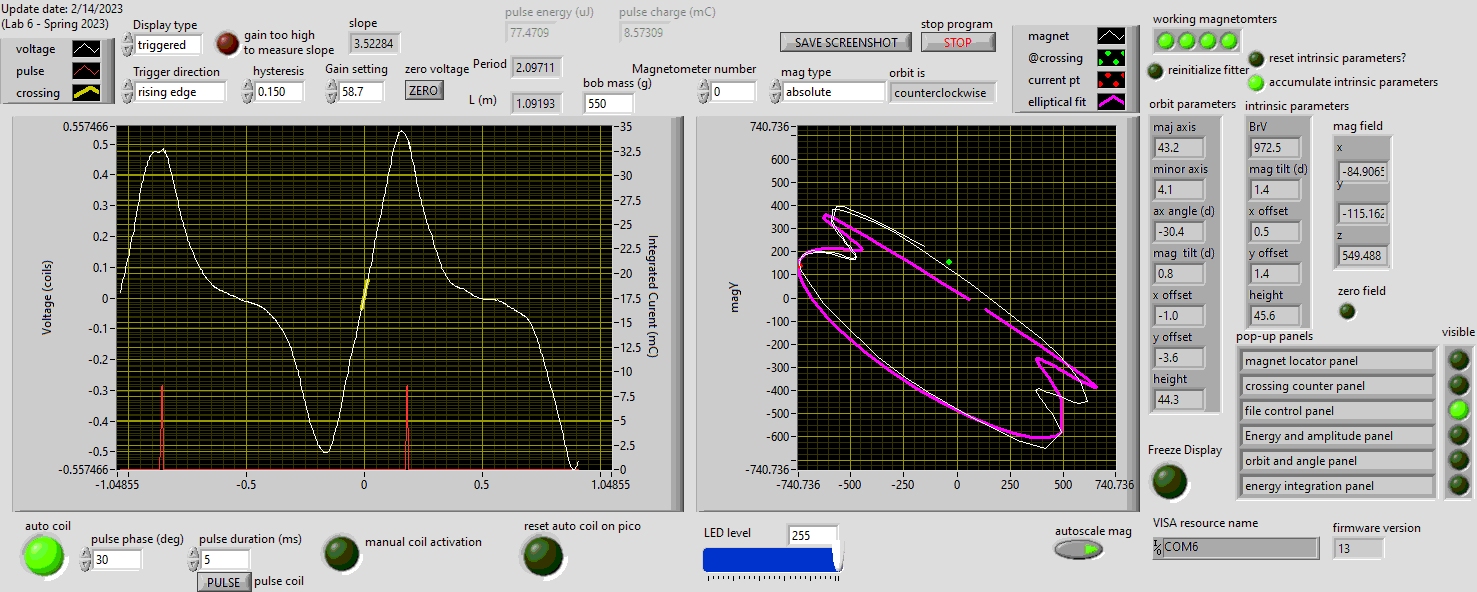 Update date: 2/14/2023
(Lab 6 - Spring 2023)
voltage
pulse
crossing
Display type
triggered
gain too high
to measure slope
slope
3.52284
Trigger direction
rising edge
hysteresis
0.150
Gain setting
58.7
zero voltage
ZERO
pulse energy (uJ)
77.4709
pulse charge (mC)
8.57309
Period
2.09711
L (m)
1.09193
bob mass (g)
550
SAVE SCREENSHOT
stop program
STOP
Magnetometer number
0
mag type
absolute
orbit is
counterclockwise
magnet
@crossing
current pt
elliptical fit
working magnetomters
reinitialize fitter
reset intrinsic parameters?
accumulate intrinsic parameters
Voltage (coils)
0.557466
0.5
0.4
0.3
0.2
0.1
0
-0.1
-0.2
-0.3
-0.4
-0.5
-0.557466
-1.04855
-0.5
0
0.5
1.04855
35
32.5
30
27.5
25
22.5
20
17.5
15
12.5
10
7.5
5
2.5
0
Integrated Current (mC)
magY
740.736
600
500
400
300
200
100
0
-100
-200
-300
-400
-500
-600
-740.736
-740.736
-500
-250
0
250
500
740.736
orbit parameters
maj axis
43.2
minor axis
4.1
ax angle (d)
-30.4
mag tilt (d)
0.8
x offset
-1.0
y offset
-3.6
height
44.3
intrinsic parameters
BrV
972.5
mag tilt (d)
1.4
x offset
0.5
y offset
1.4
height
45.6
mag field
x
-84.9065
y
-115.162
z
549.488
zero field
pop-up panels
visible
magnet locator panel
crossing counter panel
file control panel
Energy and amplitude panel
orbit and angle panel
energy integration panel
Freeze Display
auto coil
pulse phase (deg)
30
pulse duration (ms)
5
PULSE
pulse coil
manual coil activation
reset auto coil on pico
LED level
255
autoscale mag
VISA resource name
COM6
firmware version
13